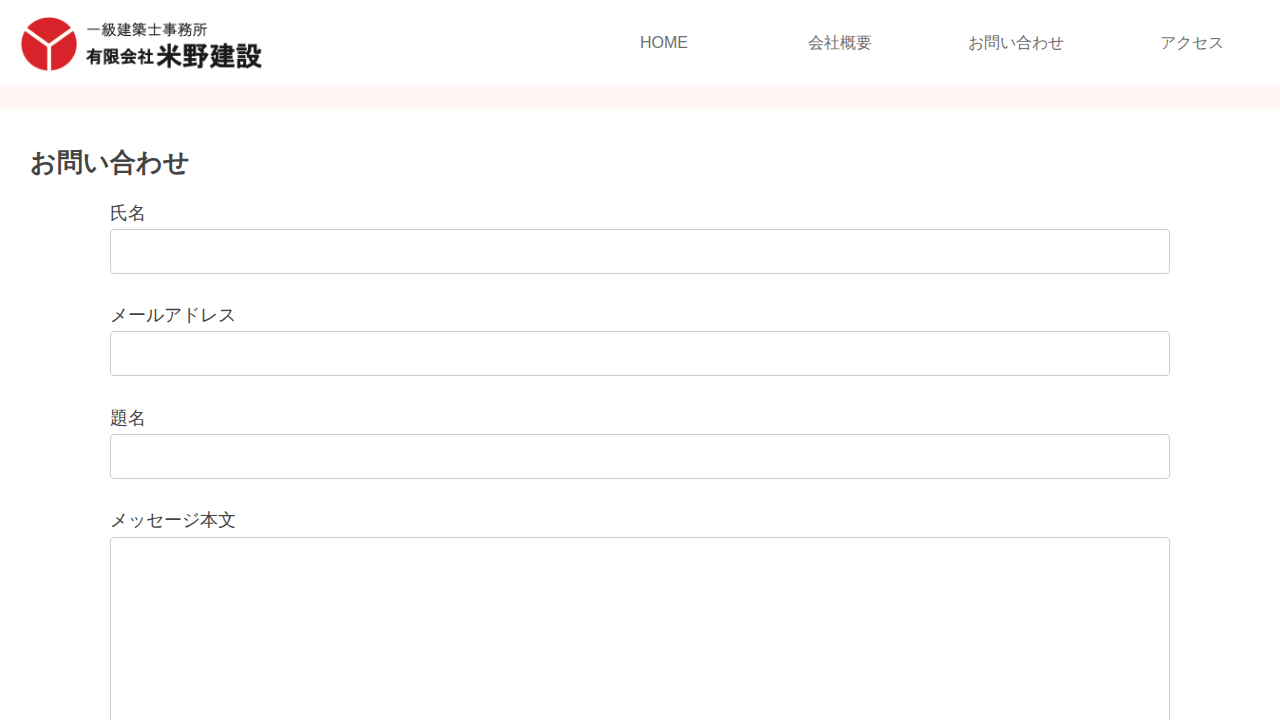 一級建築士事務所
有限会社米野建設
HOME
会社概要
お問い合わせ
アクセス
お問い合わせ
氏名
メールアドレス
題名
メッセージ本文